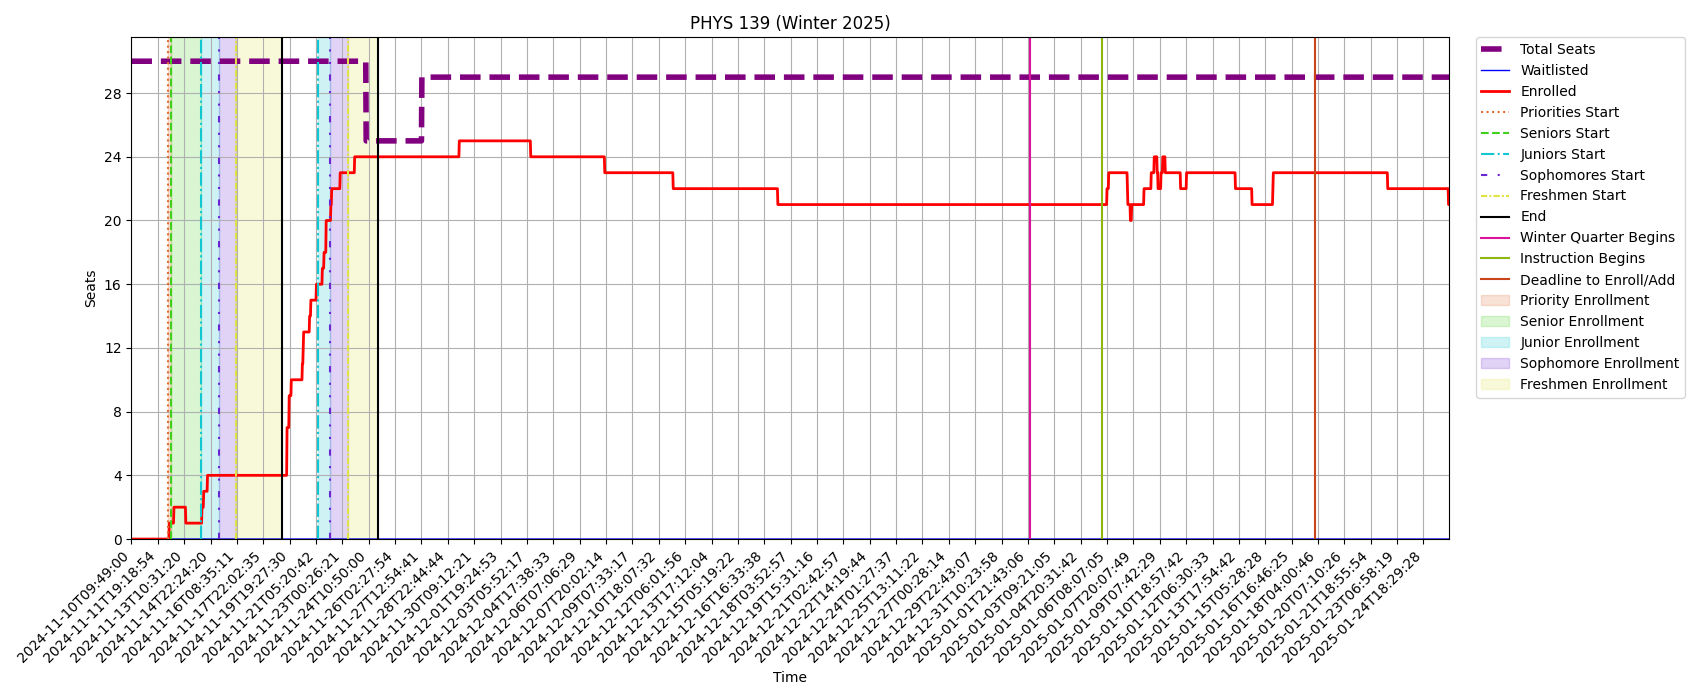 PHYS 139 (Winter 2025)
Seats
28
24
20
16
12
8
4
0
2024-11-10T09:49:00
2024-11-11T19:18:54
2024-11-13T10:31:20
2024-11-14T22:24:20
2024-11-16T08:35:11
2024-11-17T22:02:35
2024-11-19T19:27:30
2024-11-21T05:20:42
2024-11-23T00:26:21
2024-11-24T10:50:00
2024-11-26T02:27:54
2024-11-27T12:54:41
2024-11-28T22:44:44
2024-11-30T09:12:21
2024-12-01T19:24:53
2024-12-03T05:52:17
2024-12-04T17:38:33
2024-12-06T07:06:29
2024-12-07T20:02:14
2024-12-09T07:33:17
2024-12-10T18:07:32
2024-12-12T06:01:56
2024-12-13T17:12:04
2024-12-15T05:19:22
2024-12-16T16:33:38
2024-12-18T03:52:57
2024-12-19T15:31:16
2024-12-21T02:42:57
2024-12-22T14:19:44
2024-12-24T01:27:37
2024-12-25T13:11:22
2024-12-27T00:28:14
2024-12-29T22:43:07
2024-12-31T10:23:58
2025-01-01T21:43:06
2025-01-03T09:21:05
2025-01-04T20:31:42
2025-01-06T08:07:05
2025-01-07T20:07:49
2025-01-09T07:42:29
2025-01-10T18:57:42
2025-01-12T06:30:33
2025-01-13T17:54:42
2025-01-15T05:28:28
2025-01-16T16:46:25
2025-01-18T04:00:46
2025-01-20T07:10:26
2025-01-21T18:55:54
2025-01-23T06:58:19
2025-01-24T18:29:28
Time
Total Seats
Waitlisted
Enrolled
Priorities Start
Seniors Start
Juniors Start
Sophomores Start
Freshmen Start
End
Winter Quarter Begins
Instruction Begins
Deadline to Enroll/Add
Priority Enrollment
Senior Enrollment
Junior Enrollment
Sophomore Enrollment
Freshmen Enrollment